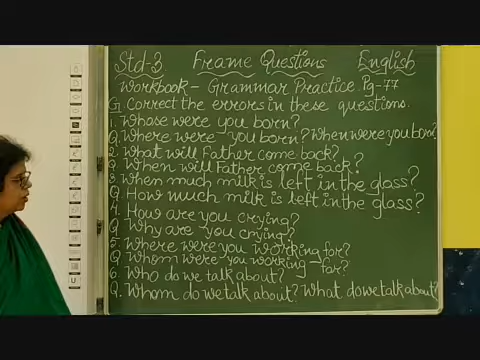 Std-3 Frame Questions English
Workbook - Grammar Practice. Pg-77
G. Correct the errors in these questions.
1. Whose were you born?
Q. Where were you born? When were you born?
2. What will Father come back?
Q. When will Father come back?
3. When much milk is left in the glass?
Q. How much milk is left in the glass?
4. How are you crying?
Q. Why are you crying?
5. Where were you working for?
Q. Whom were you working for?
6. Who do we talk about?
Q. Whom do we talk about? What do we talk about?